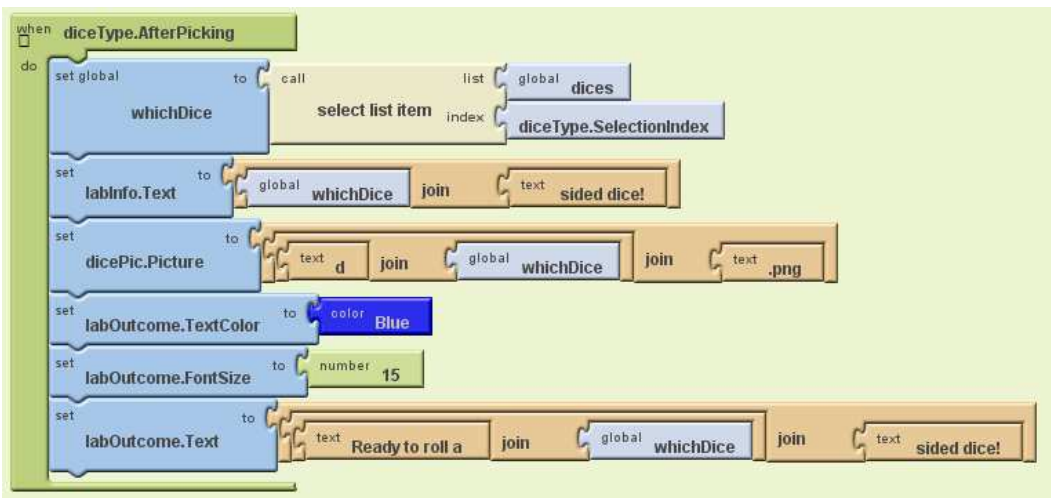 when diceType.AfterPicking
do
set global whichDice to call select list item list global dices
index diceType.SelectionIndex
set labInfo.Text to global whichDice join text sided dice!
set dicePic.Picture to text d join global whichDice join text .png
set labOutcome.TextColor to color Blue
set labOutcome.FontSize to number 15
set labOutcome.Text to text Ready to roll a join global whichDice join text sided dice!